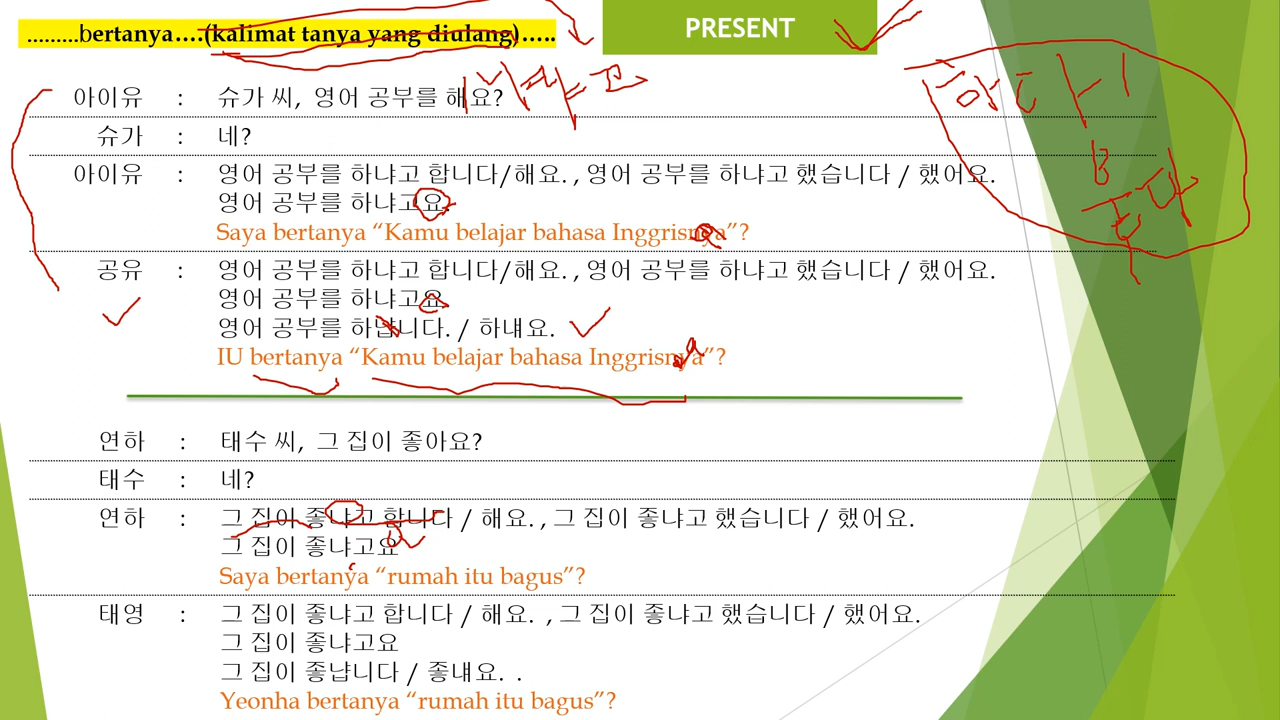 .........bertanya....(kalimat tanya yang diulang).....
PRESENT
아이유 : 슈가 씨, 영어 공부를 해요?
슈가 : 네?
아이유 : 영어 공부를 하냐고 합니다/해요. , 영어 공부를 하냐고 했습니다 / 했어요.
영어 공부를 하냐고요.
Saya bertanya “Kamu belajar bahasa Inggrisnya”?
공유 : 영어 공부를 하냐고 합니다/해요. , 영어 공부를 하냐고 했습니다 / 했어요.
영어 공부를 하냐고요.
영어 공부를 하냡니다. / 하냬요.
IU bertanya “Kamu belajar bahasa Inggrisnya”?
연하 : 태수 씨, 그 집이 좋아요?
태수 : 네?
연하 : 그 집이 좋냐고 합니다 / 해요. , 그 집이 좋냐고 했습니다 / 했어요.
그 집이 좋냐고요
Saya bertanya “rumah itu bagus”?
태영 : 그 집이 좋냐고 합니다 / 해요. , 그 집이 좋냐고 했습니다 / 했어요.
그 집이 좋냐고요
그 집이 좋냡니다 / 좋냬요. .
Yeonha bertanya “rumah itu bagus”?